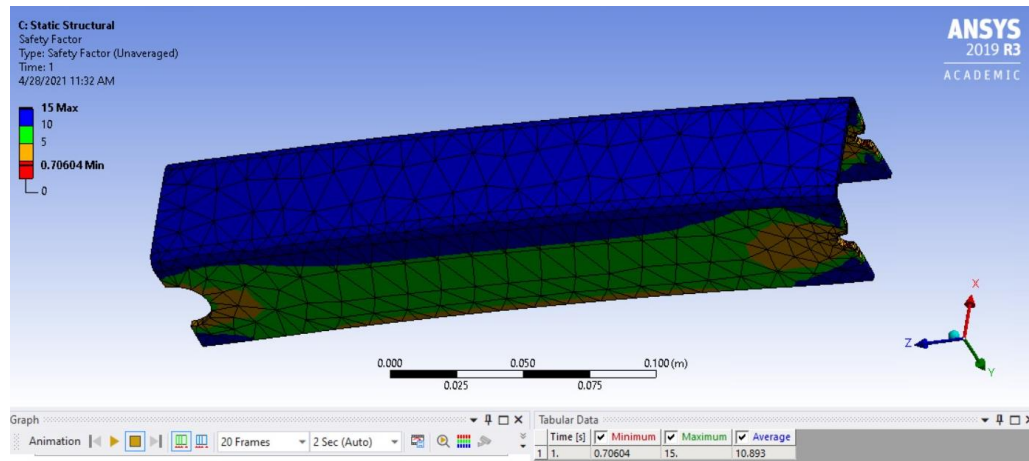 C: Static Structural
Safety Factor
Type: Safety Factor (Unaveraged)
Time: 1
4/28/2021 11:32 AM
15 Max
10
5
0.70604 Min
0
ANSYS
2019 R3
ACADEMIC
0.000 0.050 0.100 (m)
0.025 0.075
X
Z
Y
Graph
Animation 20 Frames 2 Sec (Auto)
Tabular Data
Time [s] Minimum Maximum Average
1 1. 0.70604 15. 10.893